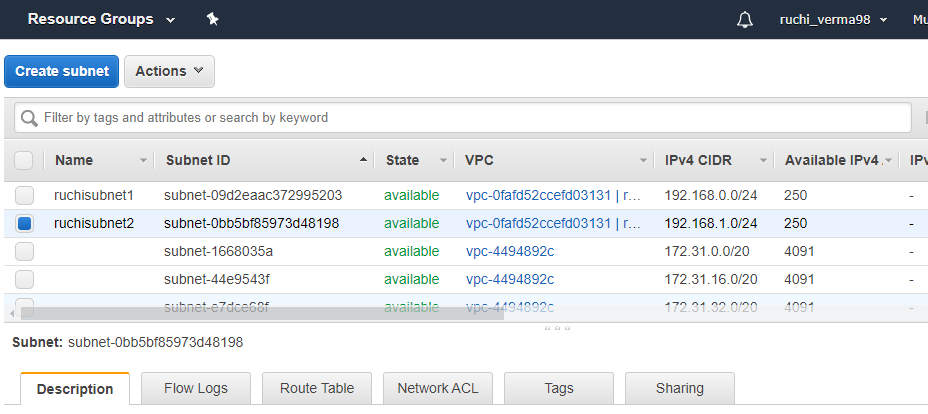 Resource Groups ruchi_verma98 Mu
Create subnet Actions
Filter by tags and attributes or search by keyword
Name Subnet ID State VPC IPv4 CIDR Available IPv4 IPv
ruchisubnet1 subnet-09d2eaac372995203 available vpc-0fafd52ccefd03131 | r... 192.168.0.0/24 250 -
ruchisubnet2 subnet-0bb5bf85973d48198 available vpc-0fafd52ccefd03131 | r... 192.168.1.0/24 250 -
subnet-1668035a available vpc-4494892c 172.31.0.0/20 4091 -
subnet-44e9543f available vpc-4494892c 172.31.16.0/20 4091 -
subnet-e7dce68f available vpc-4494892c 172.31.32.0/20 4091 -
Subnet: subnet-0bb5bf85973d48198
Description Flow Logs Route Table Network ACL Tags Sharing